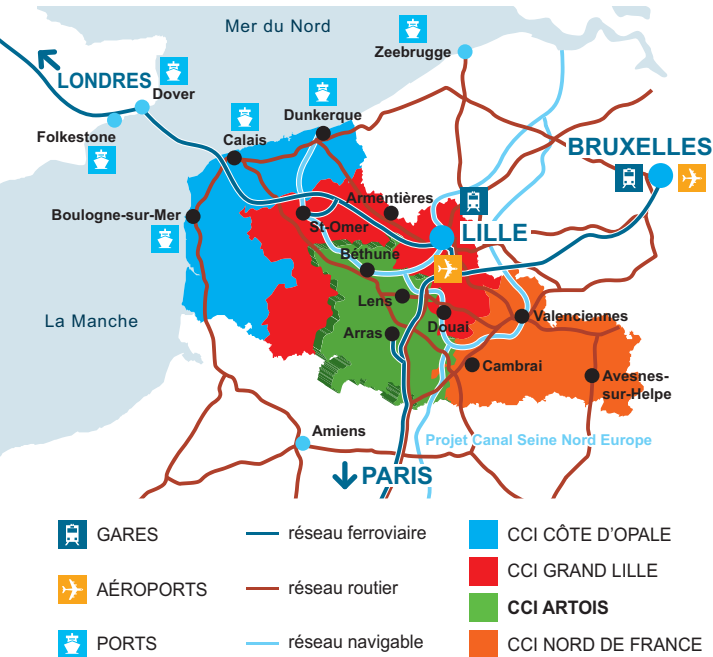 Mer du Nord
Zeebrugge
LONDRES
Dover
Dunkerque
Folkestone
Calais
BRUXELLES
Armentières
Boulogne-sur-Mer
St-Omer
LILLE
Béthune
La Manche
Lens
Douai
Valenciennes
Arras
Cambrai
Avesnes-
sur-Helpe
Amiens
Projet Canal Seine Nord Europe
PARIS
GARES
réseau ferroviaire
CCI CÔTE D'OPALE
CCI GRAND LILLE
AÉROPORTS
réseau routier
CCI ARTOIS
PORTS
réseau navigable
CCI NORD DE FRANCE